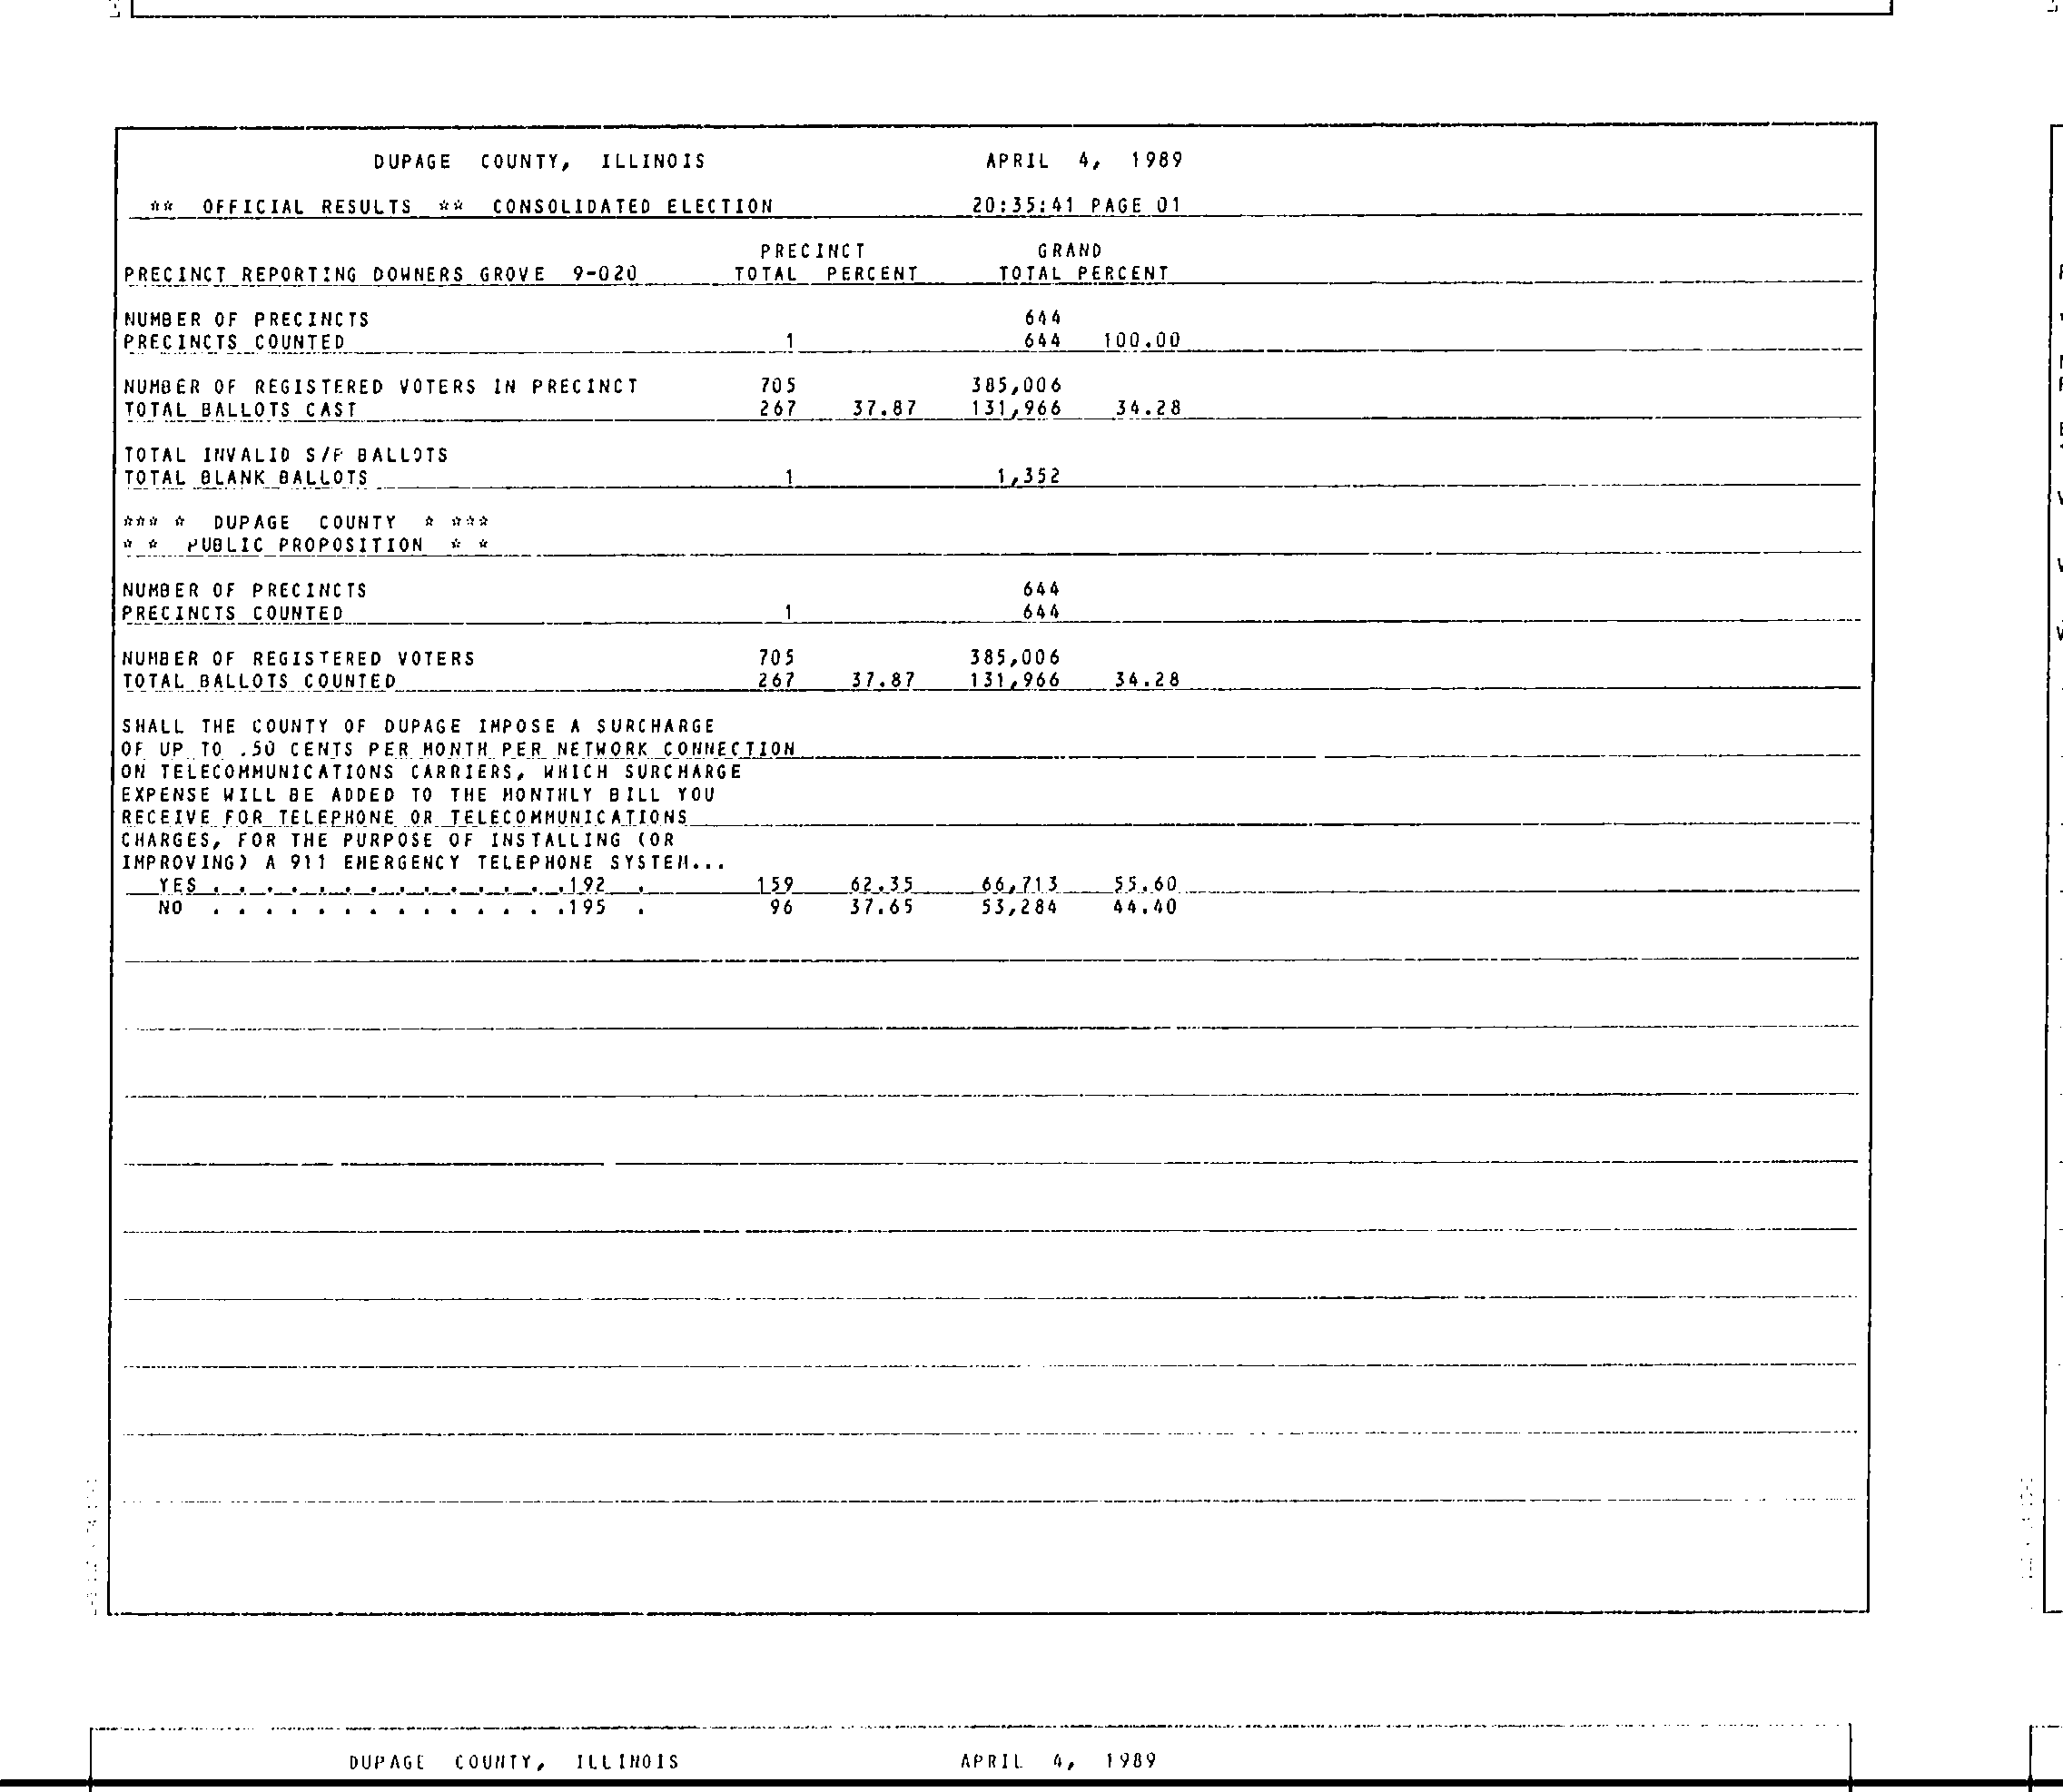 DUPAGE COUNTY, ILLINOIS APRIL 4, 1989
** OFFICIAL RESULTS ** CONSOLIDATED ELECTION 20:35:41 PAGE 01
PRECINCT GRAND
PRECINCT REPORTING DOWNERS GROVE 9-020 TOTAL PERCENT TOTAL PERCENT
NUMBER OF PRECINCTS 644
PRECINCTS COUNTED 1 644 100.00
NUMBER OF REGISTERED VOTERS IN PRECINCT 705 385,006
TOTAL BALLOTS CAST 267 37.87 131,966 34.28
TOTAL INVALID S/P BALLOTS
TOTAL BLANK BALLOTS 1 1,352
*** * DUPAGE COUNTY * ***
* * PUBLIC PROPOSITION * *
NUMBER OF PRECINCTS 644
PRECINCTS COUNTED 1 644
NUMBER OF REGISTERED VOTERS 705 385,006
TOTAL BALLOTS COUNTED 267 37.87 131,966 34.28
SHALL THE COUNTY OF DUPAGE IMPOSE A SURCHARGE
OF UP TO .50 CENTS PER MONTH PER NETWORK CONNECTION
ON TELECOMMUNICATIONS CARRIERS, WHICH SURCHARGE
EXPENSE WILL BE ADDED TO THE MONTHLY BILL YOU
RECEIVE FOR TELEPHONE OR TELECOMMUNICATIONS
CHARGES, FOR THE PURPOSE OF INSTALLING (OR
IMPROVING) A 911 EMERGENCY TELEPHONE SYSTEM...
YES . . . . . . . . . . . . . .192 . 159 62.35 66,713 55.60
NO . . . . . . . . . . . . . .195 . 96 37.65 53,284 44.40
DUPAGE COUNTY, ILLINOIS APRIL 4, 1989